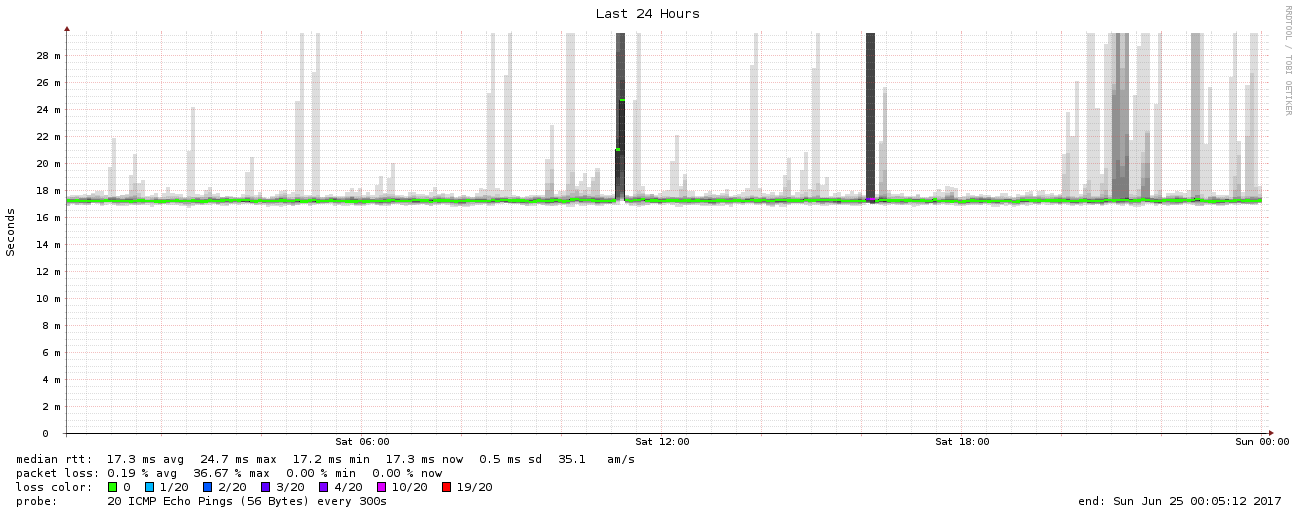 Last 24 Hours
RRDTOOL / TOBI OETIKER
Seconds
28 m
26 m
24 m
22 m
20 m
18 m
16 m
14 m
12 m
10 m
8 m
6 m
4 m
2 m
0
Sat 06:00 Sat 12:00 Sat 18:00 Sun 00:00
median rtt: 17.3 ms avg 24.7 ms max 17.2 ms min 17.3 ms now 0.5 ms sd 35.1 am/s
packet loss: 0.19 % avg 36.67 % max 0.00 % min 0.00 % now
loss color: 0 1/20 2/20 3/20 4/20 10/20 19/20
probe: 20 ICMP Echo Pings (56 Bytes) every 300s end: Sun Jun 25 00:05:12 2017